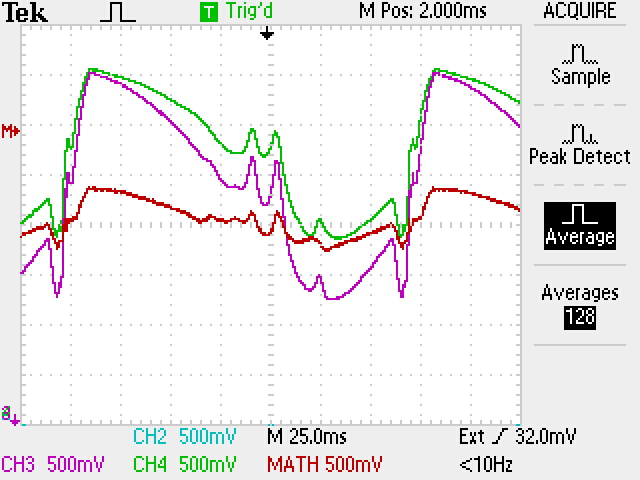 Tek T Trig'd M Pos: 2.000ms ACQUIRE
Sample
M
Peak Detect
Average
Averages
128
CH2 500mV M 25.0ms Ext 32.0mV
CH3 500mV CH4 500mV MATH 500mV <10Hz